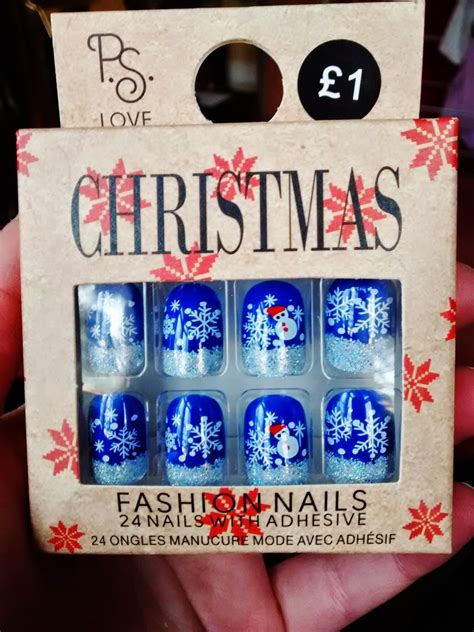 P.S.
LOVE
£1
CHRISTMAS
FASHION NAILS
24 NAILS WITH ADHESIVE
24 ONGLES MANUCURE MODE AVEC ADHÉSIF